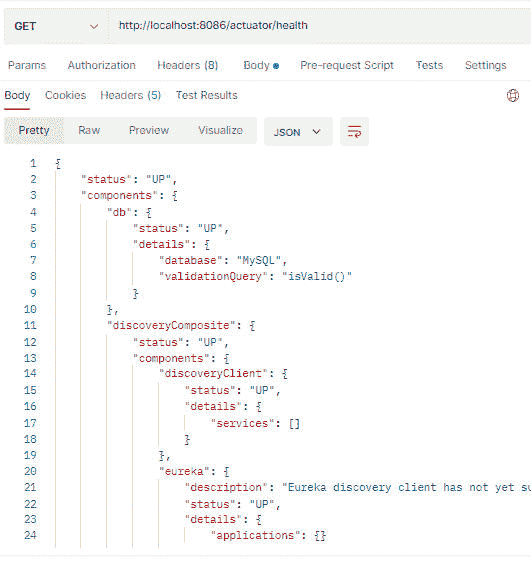 GET http://localhost:8086/actuator/health
Params Authorization Headers (8) Body Pre-request Script Tests Settings
Body Cookies Headers (5) Test Results
Pretty Raw Preview Visualize JSON
1 {
2 "status": "UP",
3 "components": {
4 "db": {
5 "status": "UP",
6 "details": {
7 "database": "MySQL",
8 "validationQuery": "isValid()"
9 }
10 },
11 "discoveryComposite": {
12 "status": "UP",
13 "components": {
14 "discoveryClient": {
15 "status": "UP",
16 "details": {
17 "services": []
18 }
19 },
20 "eureka": {
21 "description": "Eureka discovery client has not yet su
22 "status": "UP",
23 "details": {
24 "applications": {}